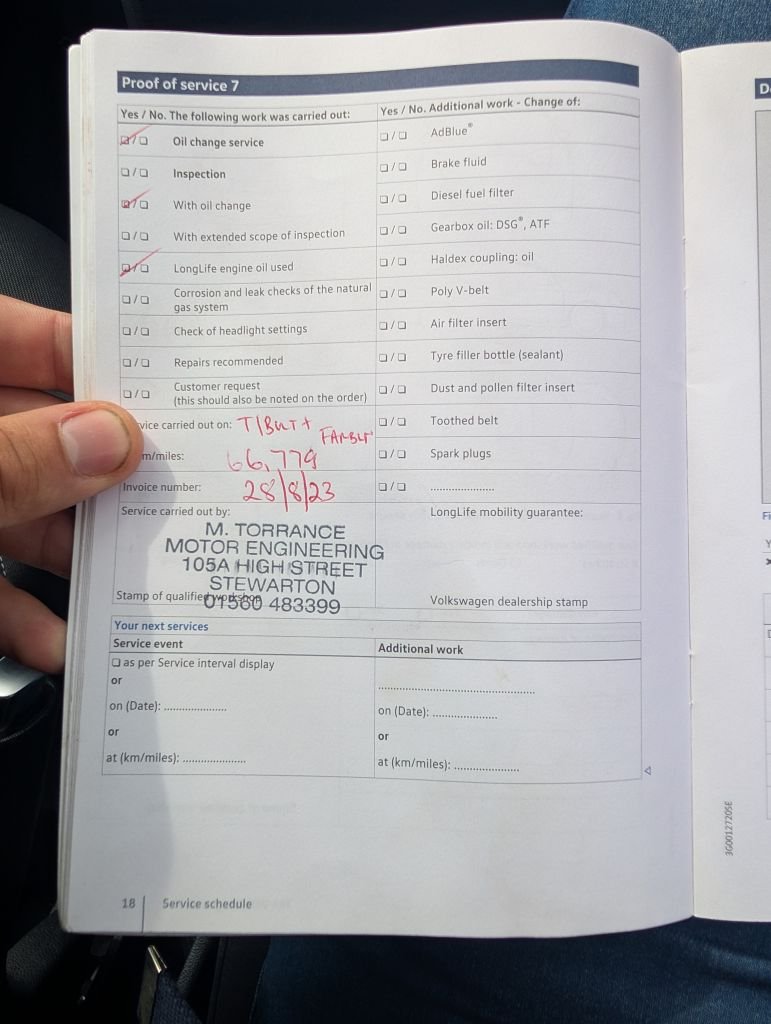 Proof of service 7
Yes / No. The following work was carried out:
❏/❏ Oil change service
❏/❏ Inspection
❏/❏ With oil change
❏/❏ With extended scope of inspection
❏/❏ LongLife engine oil used
❏/❏ Corrosion and leak checks of the natural
gas system
❏/❏ Check of headlight settings
❏/❏ Repairs recommended
❏/❏ Customer request
(this should also be noted on the order)
vice carried out on: T/BELT +
m/miles: 66,779
Invoice number: 28/8/23
Service carried out by:
M. TORRANCE
MOTOR ENGINEERING
105A HIGH STREET
STEWARTON
01560 483399
Stamp of qualified workshop
Yes / No. Additional work - Change of:
❏/❏ AdBlue®
❏/❏ Brake fluid
❏/❏ Diesel fuel filter
❏/❏ Gearbox oil: DSG®, ATF
❏/❏ Haldex coupling: oil
❏/❏ Poly V-belt
❏/❏ Air filter insert
❏/❏ Tyre filler bottle (sealant)
❏/❏ Dust and pollen filter insert
❏/❏ Toothed belt
❏/❏ Spark plugs
❏/❏ .....................
LongLife mobility guarantee:
Volkswagen dealership stamp
Your next services
Service event
❏ as per Service interval display
or
on (Date): .....................
or
at (km/miles): .....................
Additional work
....................................................
on (Date): .....................
or
at (km/miles): .....................
18 Service schedule
3G0012720SE